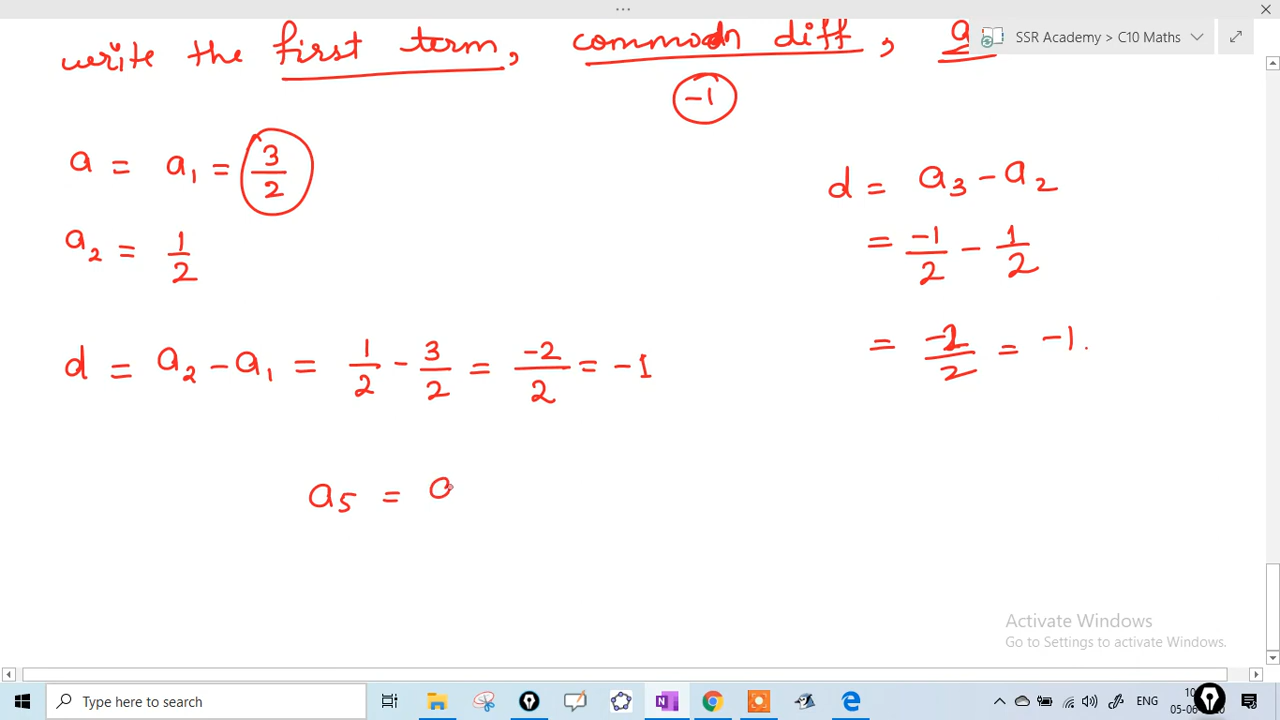 ...
SSR Academy > C10 Maths
write the first term, common diff,
-1
a = a₁ = 3/2
d = a₃ - a₂
a₂ = 1/2
= -1/2 - 1/2
= -2/2 = -1.
d = a₂ - a₁ = 1/2 - 3/2 = -2/2 = -1
a₅ = a
Activate Windows
Go to Settings to activate Windows.
Type here to search
ENG